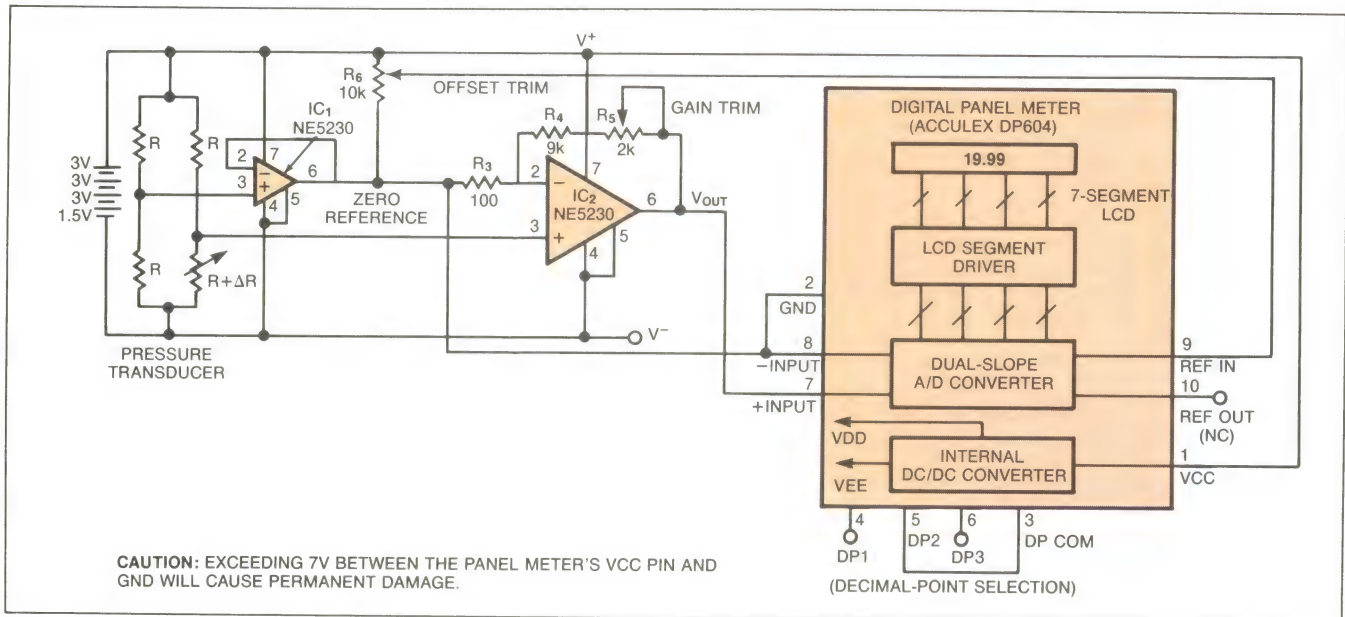 V+
R6
10k
OFFSET TRIM
IC1
NE5230
GAIN TRIM
R4
9k
R5
2k
R
R
3V
3V
3V
1.5V
2
7
6
3
5
4
ZERO
REFERENCE
R3
100
2
7
IC2
NE5230
6
VOUT
3
5
4
R
R+ΔR
V−
PRESSURE
TRANSDUCER
DIGITAL PANEL METER
(ACCULEX DP604)
19.99
7-SEGMENT
LCD
LCD SEGMENT
DRIVER
2
GND
8
−INPUT
7
+INPUT
DUAL-SLOPE
A/D CONVERTER
9
REF IN
10
REF OUT
(NC)
VDD
VEE
INTERNAL
DC/DC CONVERTER
1
VCC
4
DP1
5
DP2
6
DP3
3
DP COM
(DECIMAL-POINT SELECTION)
CAUTION: EXCEEDING 7V BETWEEN THE PANEL METER'S VCC PIN AND
GND WILL CAUSE PERMANENT DAMAGE.